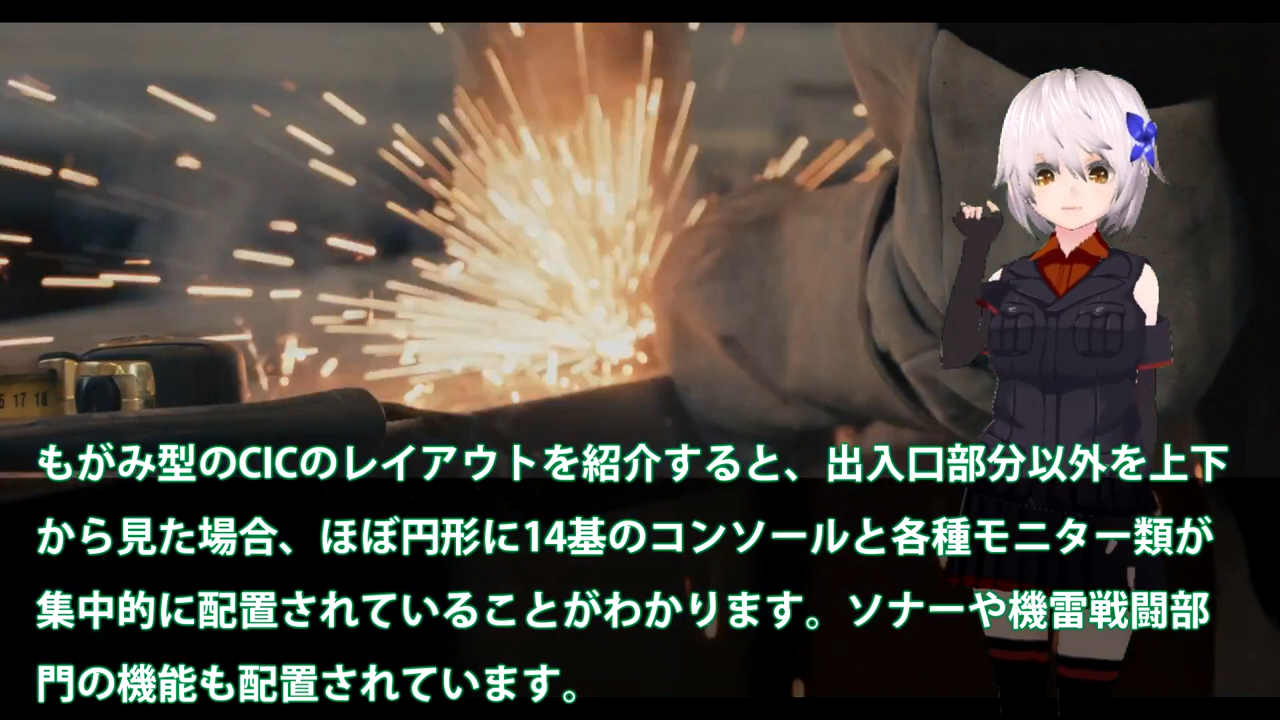 5 17 18
もがみ型のCICのレイアウトを紹介すると、出入口部分以外を上下
から見た場合、ほぼ円形に14基のコンソールと各種モニター類が
集中的に配置されていることがわかります。ソナーや機雷戦闘部
門の機能も配置されています。